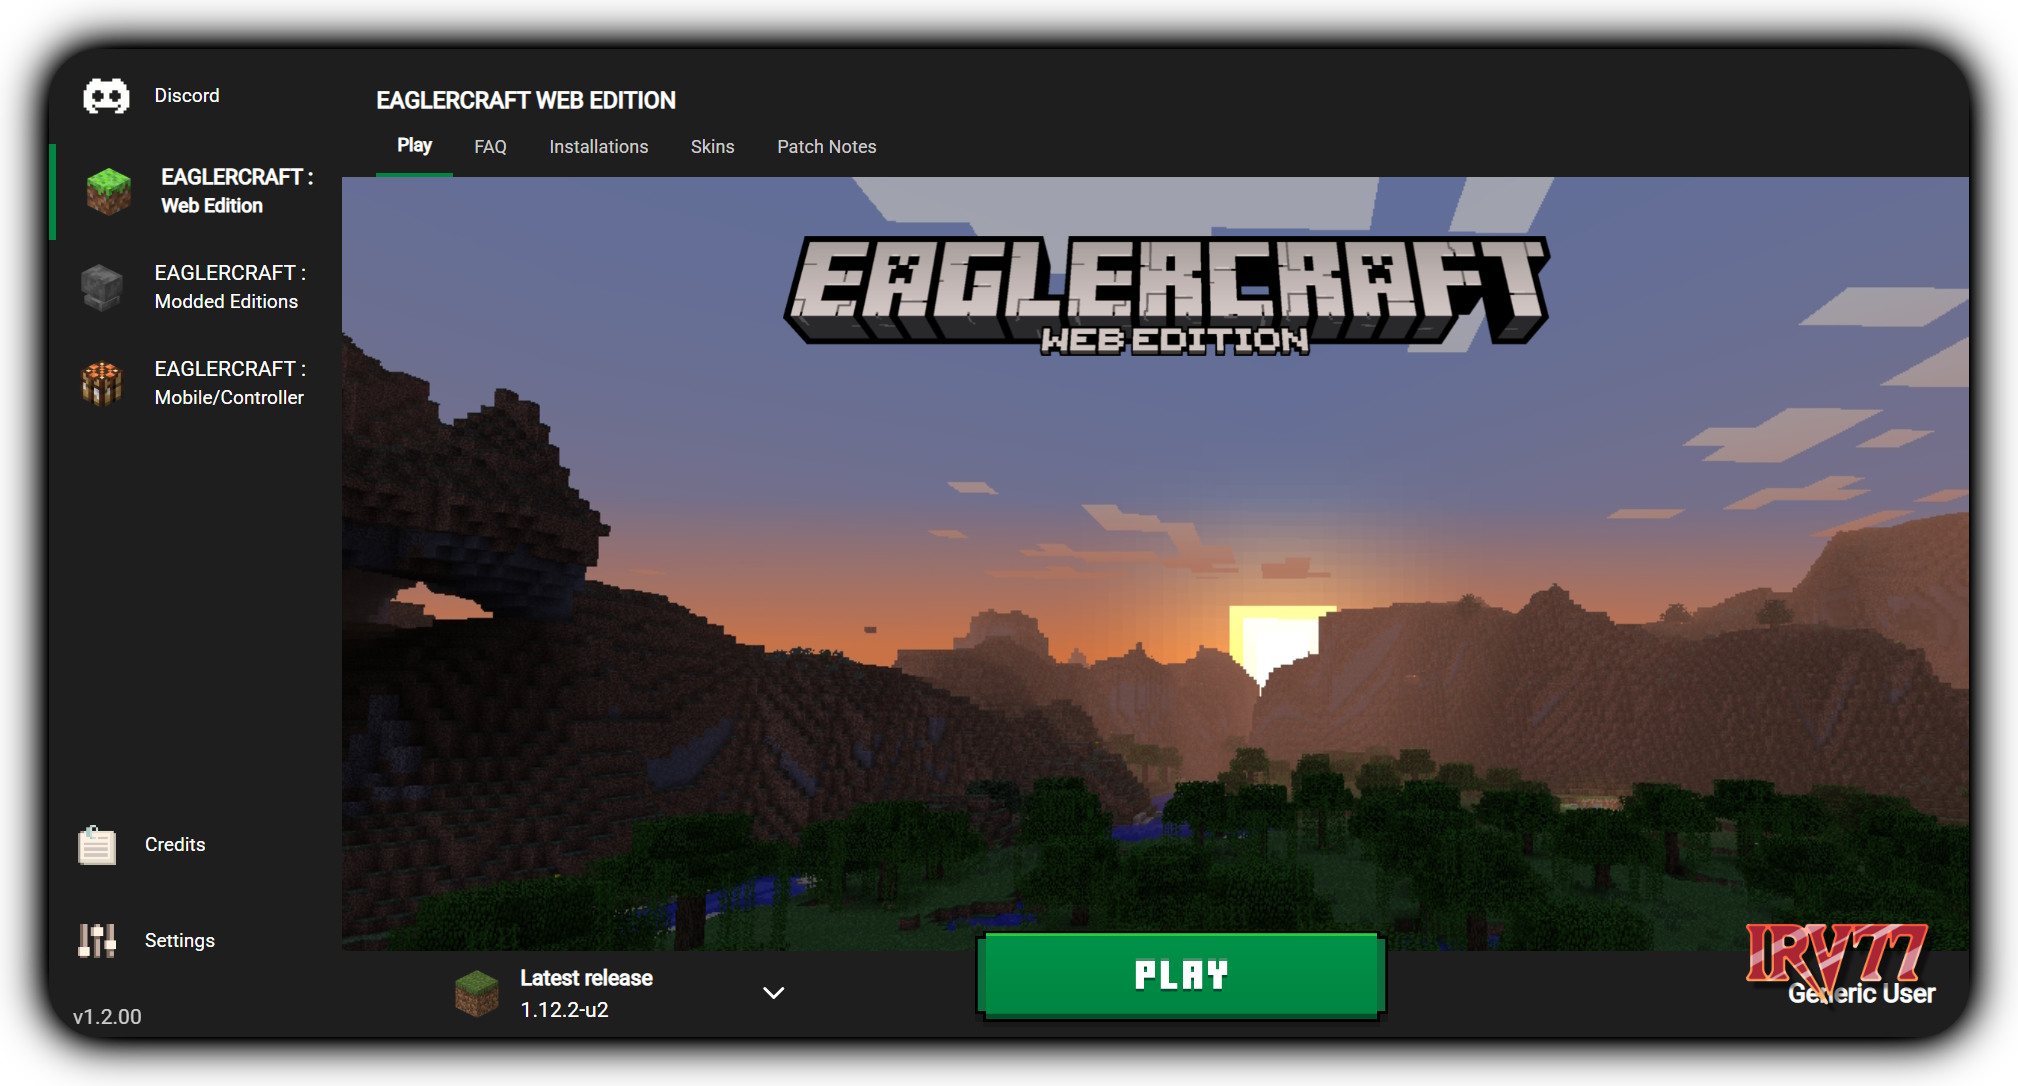 Discord
EAGLERCRAFT :
Web Edition
EAGLERCRAFT :
Modded Editions
EAGLERCRAFT :
Mobile/Controller
Credits
Settings
v1.2.00
EAGLERCRAFT WEB EDITION
Play FAQ Installations Skins Patch Notes
EAGLERCRAFT
WEB EDITION
Latest release
1.12.2-u2
PLAY
IRV77
Generic User